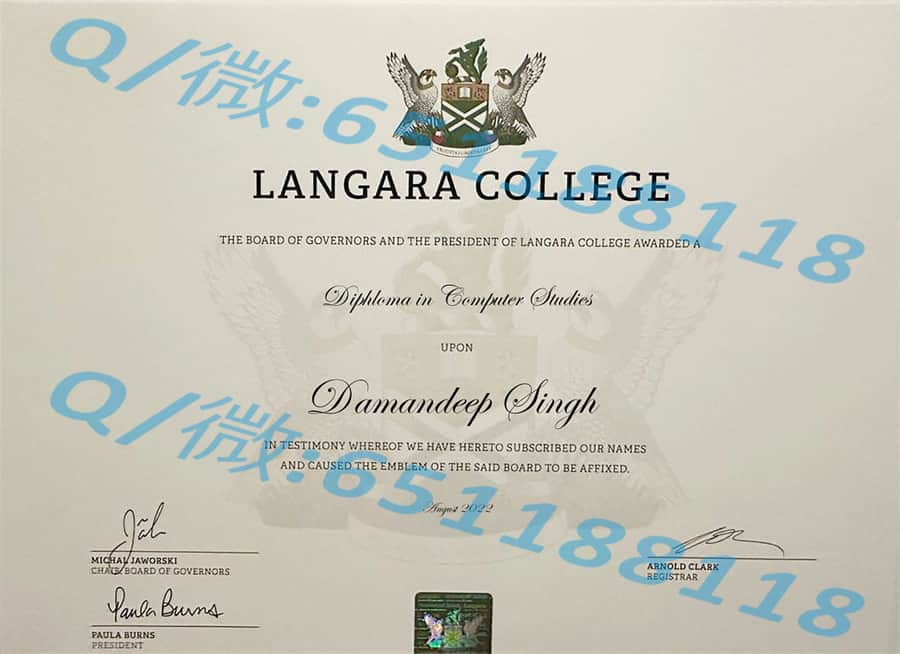 Q/微:651188118
LANGARA COLLEGE
THE BOARD OF GOVERNORS AND THE PRESIDENT OF LANGARA COLLEGE AWARDED A
Diphloma in Computer Studies
UPON
Damandeep Singh
Q/微:651188118
IN TESTIMONY WHEREOF WE HAVE HERETO SUBSCRIBED OUR NAMES
AND CAUSED THE EMBLEM OF THE SAID BOARD TO BE AFFIXED.
August 2022
MICHAL JAWORSKI
CHAIR, BOARD OF GOVERNORS
ARNOLD CLARK
REGISTRAR
Paula Burns
PAULA BURNS
PRESIDENT